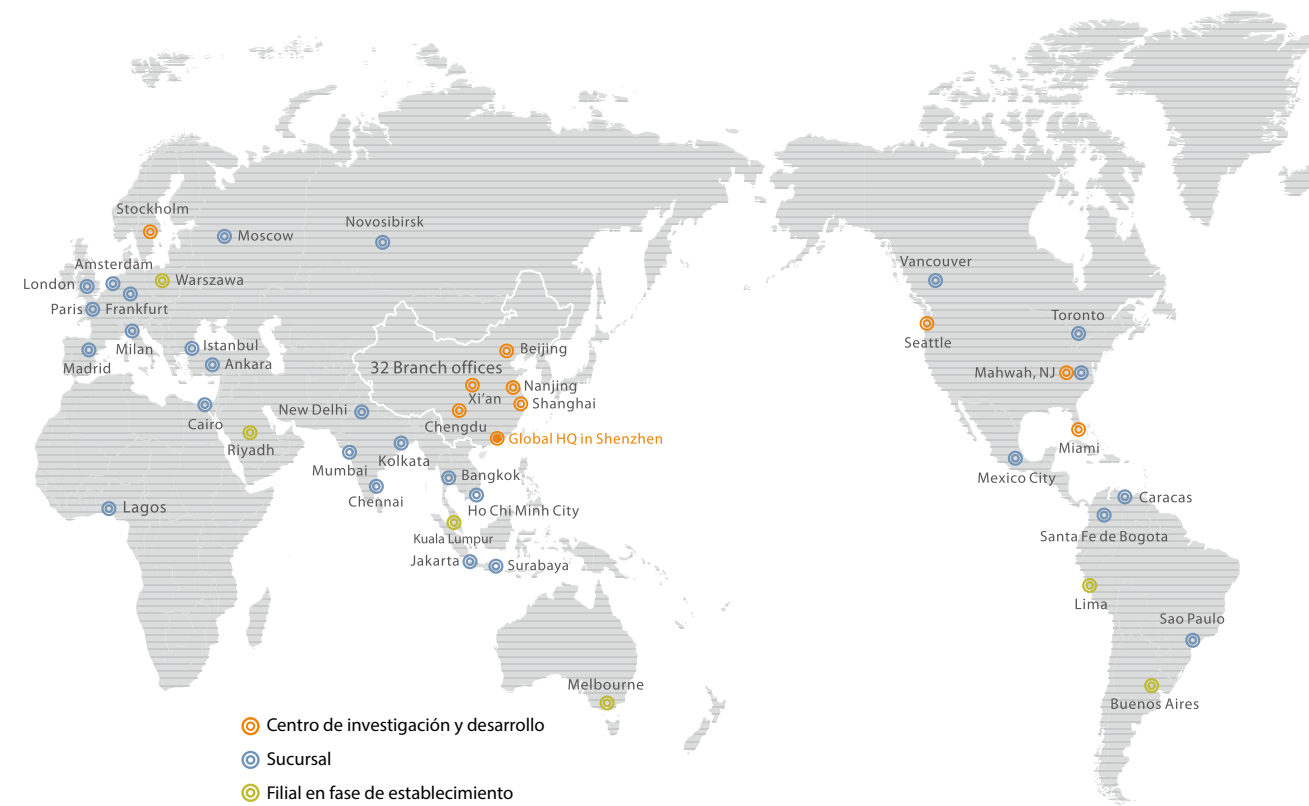 Stockholm
Moscow
Novosibirsk
Amsterdam
London
Warszawa
Paris
Frankfurt
Milan
Istanbul
Madrid
Ankara
Cairo
Riyadh
Lagos
32 Branch offices
Beijing
Nanjing
Xi'an
Shanghai
Chengdu
Global HQ in Shenzhen
New Delhi
Mumbai
Kolkata
Chennai
Bangkok
Ho Chi Minh City
Kuala Lumpur
Jakarta
Surabaya
Melbourne
Vancouver
Seattle
Toronto
Mahwah, NJ
Miami
Mexico City
Caracas
Santa Fe de Bogota
Lima
Sao Paulo
Buenos Aires
Centro de investigación y desarrollo
Sucursal
Filial en fase de establecimiento